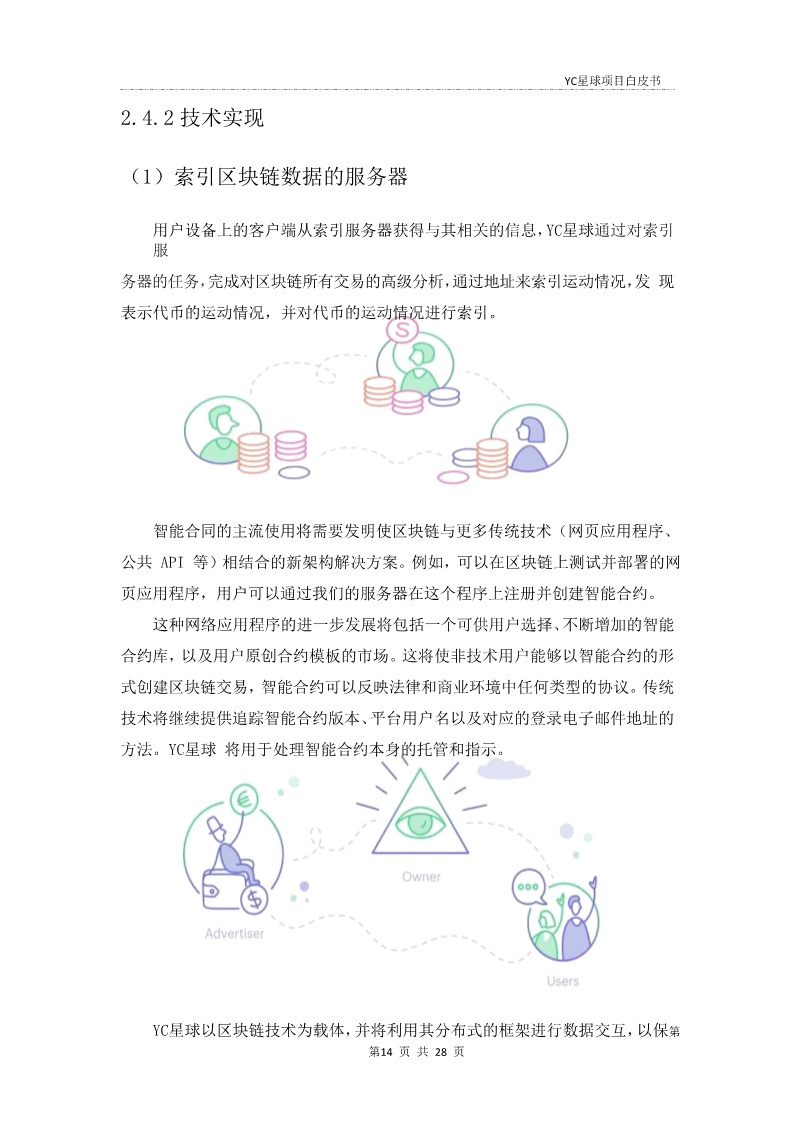 YC星球项目白皮书
2.4.2 技术实现
（1）索引区块链数据的服务器
用户设备上的客户端从索引服务器获得与其相关的信息，YC星球通过对索引
服
务器的任务，完成对区块链所有交易的高级分析，通过地址来索引运动情况，发 现
表示代币的运动情况，并对代币的运动情况进行索引。
S
智能合同的主流使用将需要发明使区块链与更多传统技术（网页应用程序、
公共 API 等）相结合的新架构解决方案。例如，可以在区块链上测试并部署的网
页应用程序，用户可以通过我们的服务器在这个程序上注册并创建智能合约。
这种网络应用程序的进一步发展将包括一个可供用户选择、不断增加的智能
合约库，以及用户原创合约模板的市场。这将使非技术用户能够以智能合约的形
式创建区块链交易，智能合约可以反映法律和商业环境中任何类型的协议。传统
技术将继续提供追踪智能合约版本、平台用户名以及对应的登录电子邮件地址的
方法。YC星球 将用于处理智能合约本身的托管和指示。
€
Owner
$
Advertiser
Users
YC星球以区块链技术为载体，并将利用其分布式的框架进行数据交互，以保第
第14 页 共 28 页